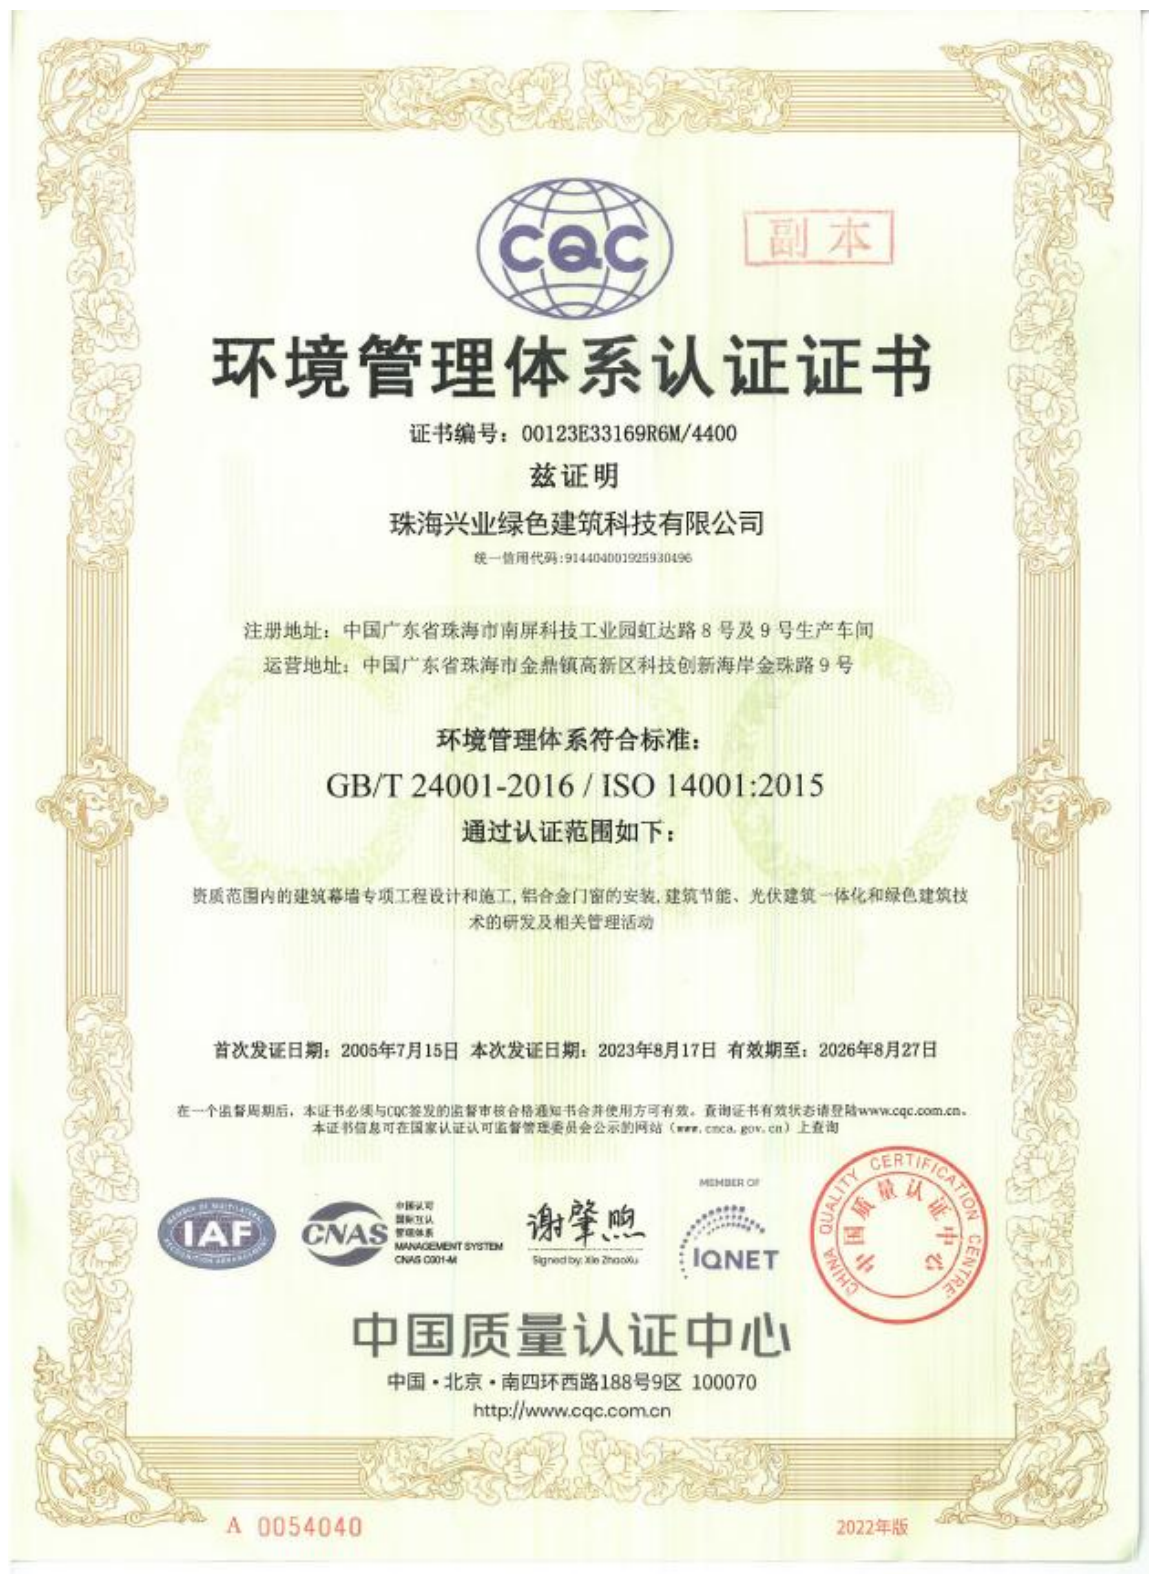 CQC
副本
环境管理体系认证证书
证书编号：00123E33169R6M/4400
兹证明
珠海兴业绿色建筑科技有限公司
统一信用代码:914404001925930496
注册地址：中国广东省珠海市南屏科技工业园虹达路 8 号及 9 号生产车间
运营地址：中国广东省珠海市金鼎镇高新区科技创新海岸金珠路 9 号
环境管理体系符合标准：
GB/T 24001-2016 / ISO 14001:2015
通过认证范围如下：
资质范围内的建筑幕墙专项工程设计和施工,铝合金门窗的安装,建筑节能、光伏建筑一体化和绿色建筑技
术的研发及相关管理活动
首次发证日期：2005年7月15日 本次发证日期：2023年8月17日 有效期至：2026年8月27日
在一个监督周期后，本证书必须与CQC签发的监督审核合格通知书合并使用方可有效。查询证书有效状态请登陆www.cqc.com.cn。
本证书信息可在国家认证认可监督管理委员会公示的网站（www.cnca.gov.cn）上查询
MEMBER OF MULTILATERAL
IAF
RECOGNITION ARRANGEMENT
CNAS
中国认可
国际互认
管理体系
MANAGEMENT SYSTEM
CNAS C001-M
谢肇煦
Signed by: Xie ZhaoXu
MEMBER OF
IQNET
CHINA QUALITY CERTIFICATION CENTRE
中国质量认证中心
中国质量认证中心
中国·北京·南四环西路188号9区 100070
http://www.cqc.com.cn
A 0054040
2022年版